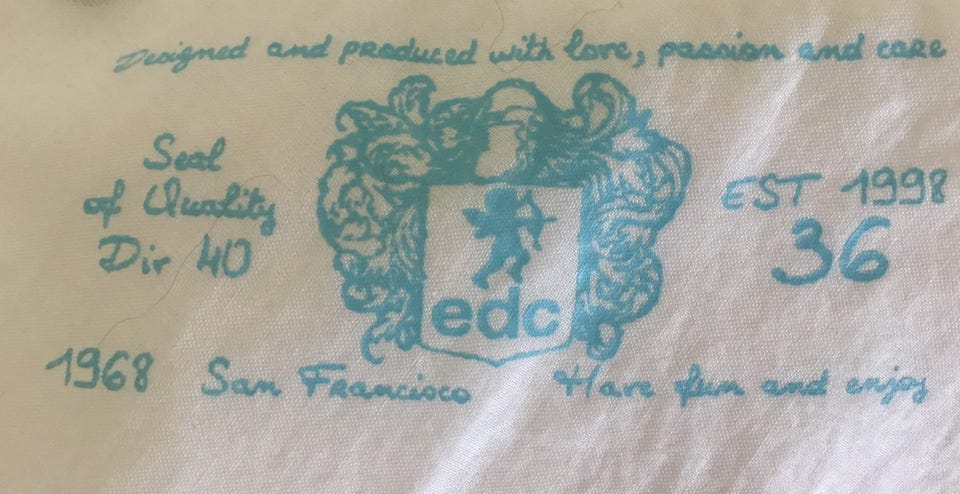 Designed and produced with love, passion and care
Seal
of Quality
Dir 40
EST 1998
36
edc
1968 San Francisco Have fun and enjoy